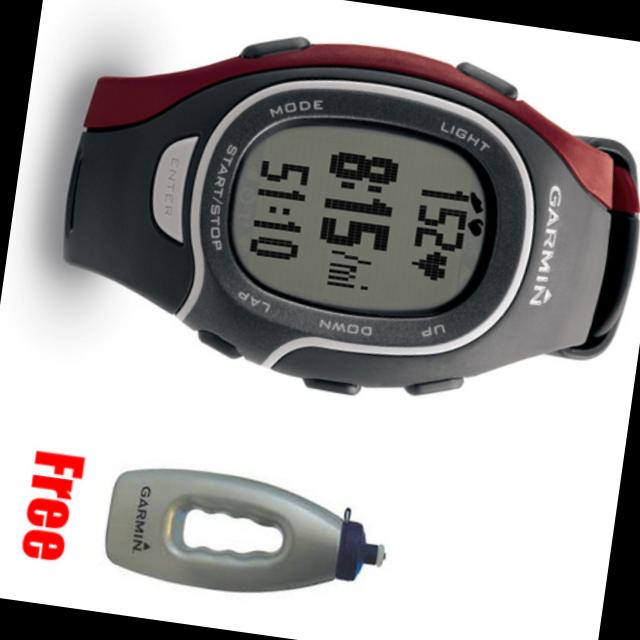 GARMIN
LIGHT
MODE
UP
152
8:15/mi
51:10
DOWN
START/STOP
LAP
ENTER
GARMIN
Free